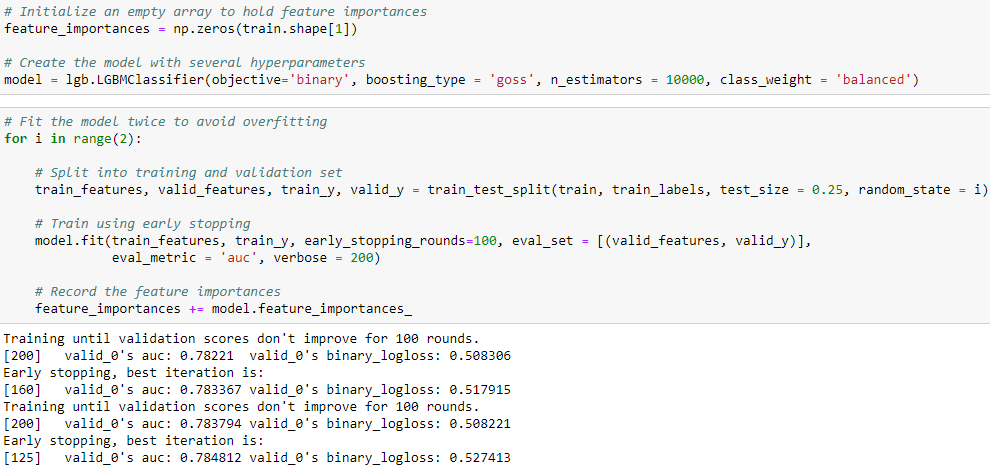 # Initialize an empty array to hold feature importances
feature_importances = np.zeros(train.shape[1])
# Create the model with several hyperparameters
model = lgb.LGBMClassifier(objective='binary', boosting_type = 'goss', n_estimators = 10000, class_weight = 'balanced')
# Fit the model twice to avoid overfitting
for i in range(2):
    # Split into training and validation set
    train_features, valid_features, train_y, valid_y = train_test_split(train, train_labels, test_size = 0.25, random_state = i)
    # Train using early stopping
    model.fit(train_features, train_y, early_stopping_rounds=100, eval_set = [(valid_features, valid_y)],
              eval_metric = 'auc', verbose = 200)
    # Record the feature importances
    feature_importances += model.feature_importances_
Training until validation scores don't improve for 100 rounds.
[200]   valid_0's auc: 0.78221  valid_0's binary_logloss: 0.508306
Early stopping, best iteration is:
[160]   valid_0's auc: 0.783367 valid_0's binary_logloss: 0.517915
Training until validation scores don't improve for 100 rounds.
[200]   valid_0's auc: 0.783794 valid_0's binary_logloss: 0.508221
Early stopping, best iteration is:
[125]   valid_0's auc: 0.784812 valid_0's binary_logloss: 0.527413